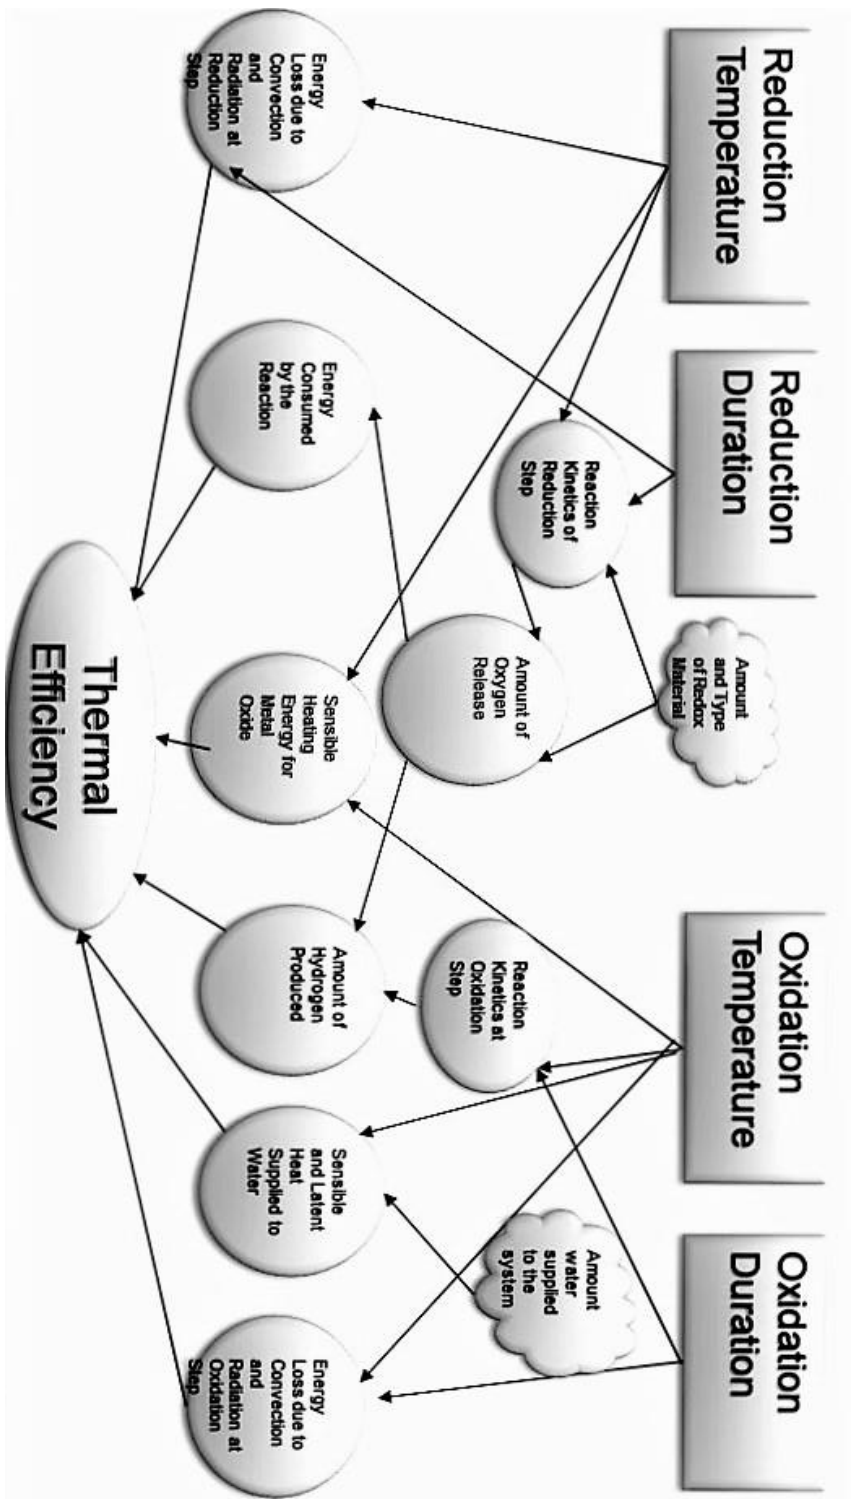 Reduction
Temperature
Reduction
Duration
Oxidation
Temperature
Oxidation
Duration
Amount
and Type
of Redox
Material
Reaction
Kinetics of
Reduction
Step
Amount of
Oxygen
Release
Reaction
Kinetics at
Oxidation
Step
Amount
water
supplied
to the
system
Energy
Loss due to
Convection
and
Radiation at
Reduction
Step
Energy
Consumed
by the
Reaction
Sensible
Heating
Energy for
Metal
Oxide
Amount of
Hydrogen
Produced
Sensible
and Latent
Heat
Supplied to
Water
Energy
Loss due to
Convection
and
Radiation at
Oxidation
Step
Thermal
Efficiency